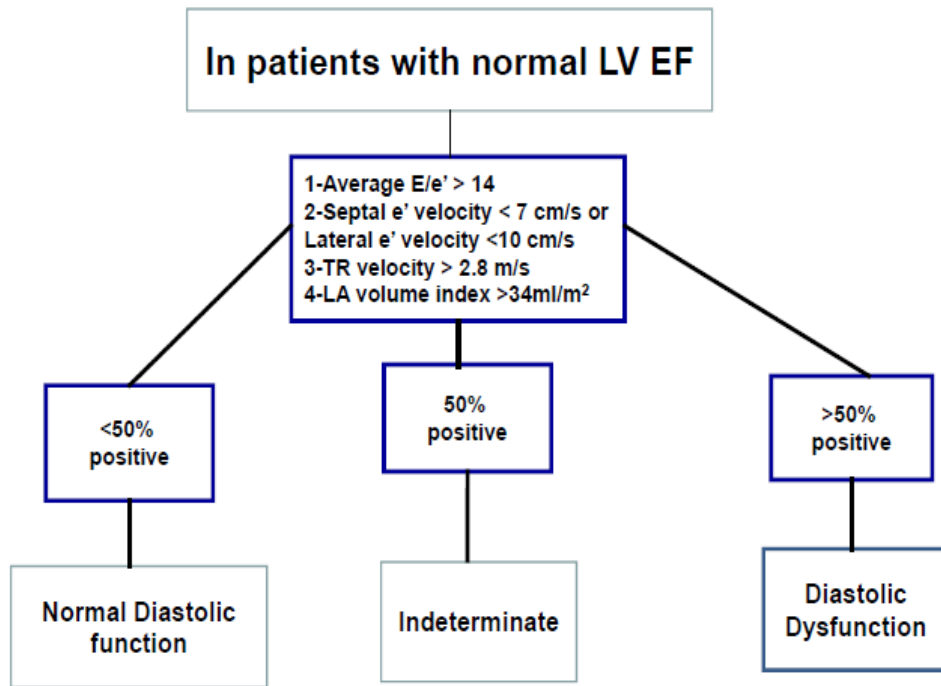 In patients with normal LV EF
1-Average E/e' > 14
2-Septal e' velocity < 7 cm/s or
Lateral e' velocity <10 cm/s
3-TR velocity > 2.8 m/s
4-LA volume index >34ml/m²
<50%
positive
50%
positive
>50%
positive
Normal Diastolic
function
Indeterminate
Diastolic
Dysfunction